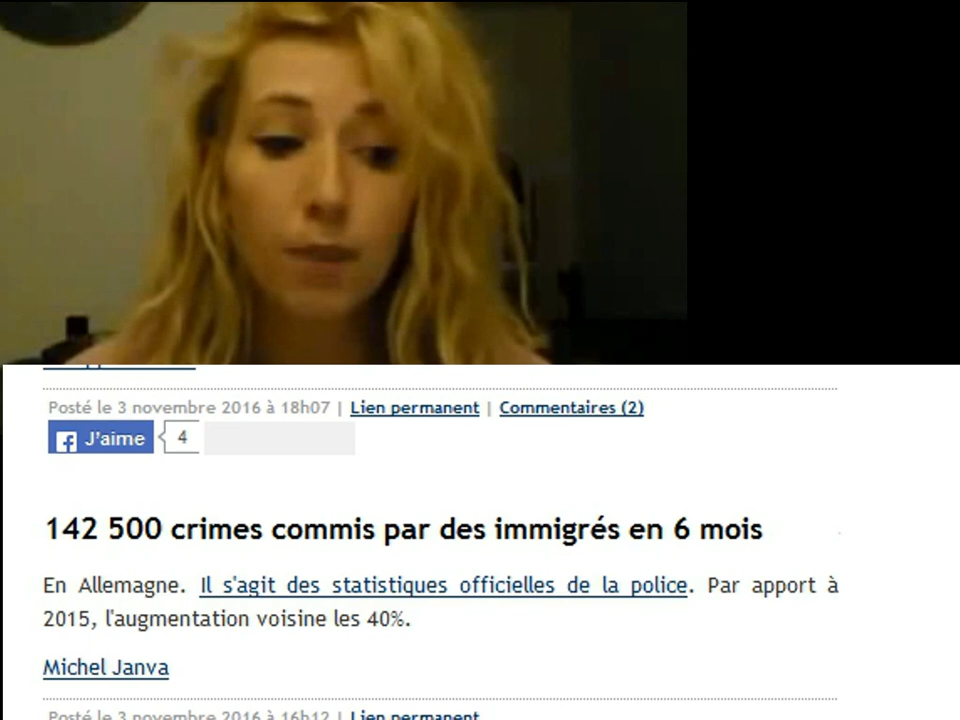 Posté le 3 novembre 2016 à 18h07 | Lien permanent | Commentaires (2)
J'aime 4
142 500 crimes commis par des immigrés en 6 mois
En Allemagne. Il s'agit des statistiques officielles de la police. Par apport à
2015, l'augmentation voisine les 40%.
Michel Janva
Posté le 3 novembre 2016 à 16h12 | Lien permanent